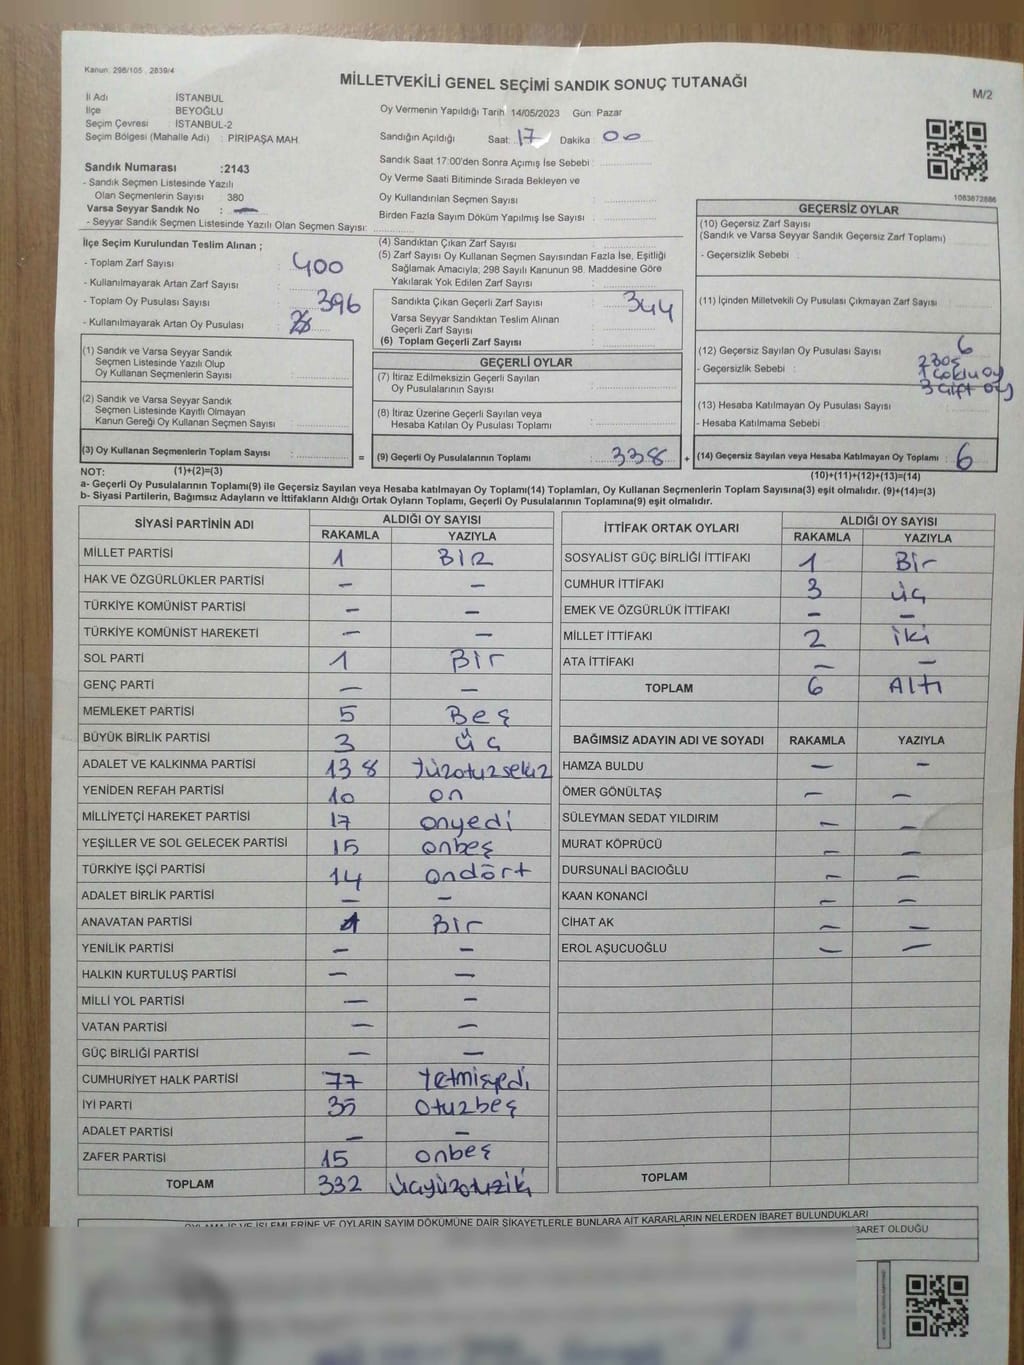 Kanun: 298/105 , 2839/4
MİLLETVEKİLİ GENEL SEÇİMİ SANDIK SONUÇ TUTANAĞI
M/2
İl Adı İSTANBUL
İlçe BEYOĞLU
Seçim Çevresi : İSTANBUL-2
Seçim Bölgesi (Mahalle Adı) : PİRİPAŞA MAH
Sandık Numarası :2143
- Sandık Seçmen Listesinde Yazılı
Olan Seçmenlerin Sayısı 380
Varsa Seyyar Sandık No : —
- Seyyar Sandık Seçmen Listesinde Yazılı Olan Seçmen Sayısı:
Oy Vermenin Yapıldığı Tarih 14/05/2023 Gün: Pazar
Sandığın Açıldığı Saat: 17 Dakika : 00
Sandık Saat 17:00'den Sonra Açımış İse Sebebi :
Oy Verme Saati Bitiminde Sırada Bekleyen ve
Oy Kullandırılan Seçmen Sayısı :
Birden Fazla Sayım Döküm Yapılmış İse Sayısı :
1083672886
İlçe Seçim Kurulundan Teslim Alınan ;
- Toplam Zarf Sayısı : 400
- Kullanılmayarak Artan Zarf Sayısı :
- Toplam Oy Pusulası Sayısı : 396
- Kullanılmayarak Artan Oy Pusulası :
(1) Sandık ve Varsa Seyyar Sandık
Seçmen Listesinde Yazılı Olup
Oy Kullanan Seçmenlerin Sayısı :
(2) Sandık ve Varsa Seyyar Sandık
Seçmen Listesinde Kayıtlı Olmayan
Kanun Gereği Oy Kullanan Seçmen Sayısı :
(3) Oy Kullanan Seçmenlerin Toplam Sayısı :
(4) Sandıktan Çıkan Zarf Sayısı :
(5) Zarf Sayısı Oy Kullanan Seçmen Sayısından Fazla İse, Eşitliği
Sağlamak Amacıyla; 298 Sayılı Kanunun 98. Maddesine Göre
Yakılarak Yok Edilen Zarf Sayısı :
Sandıkta Çıkan Geçerli Zarf Sayısı : 344
Varsa Seyyar Sandıktan Teslim Alınan
Geçerli Zarf Sayısı :
(6) Toplam Geçerli Zarf Sayısı :
GEÇERLİ OYLAR
(7) İtiraz Edilmeksizin Geçerli Sayılan
Oy Pusulalarının Sayısı :
(8) İtiraz Üzerine Geçerli Sayılan veya
Hesaba Katılan Oy Pusulası Toplamı :
= (9) Geçerli Oy Pusulalarının Toplamı : 338 +
GEÇERSİZ OYLAR
(10) Geçersiz Zarf Sayısı
(Sandık ve Varsa Seyyar Sandık Geçersiz Zarf Toplamı) :
- Geçersizlik Sebebi :
(11) İçinden Milletvekili Oy Pusulası Çıkmayan Zarf Sayısı :
(12) Geçersiz Sayılan Oy Pusulası Sayısı : 6
- Geçersizlik Sebebi : 2 Boş
1 Çoklu oy
3 Çift oy
(13) Hesaba Katılmayan Oy Pusulası Sayısı :
- Hesaba Katılmama Sebebi :
(14) Geçersiz Sayılan veya Hesaba Katılmayan Oy Toplamı : 6
NOT: (1)+(2)=(3)
(10)+(11)+(12)+(13)=(14)
a- Geçerli Oy Pusulalarının Toplamı(9) ile Geçersiz Sayılan veya Hesaba katılmayan Oy Toplamı(14) Toplamları, Oy Kullanan Seçmenlerin Toplam Sayısına(3) eşit olmalıdır. (9)+(14)=(3)
b- Siyasi Partilerin, Bağımsız Adayların ve İttifakların Aldığı Ortak Oyların Toplamı, Geçerli Oy Pusulalarının Toplamına(9) eşit olmalıdır.
SİYASİ PARTİNİN ADI ALDIĞI OY SAYISI
RAKAMLA YAZIYLA
MİLLET PARTİSİ 1 BİR
HAK VE ÖZGÜRLÜKLER PARTİSİ — —
TÜRKİYE KOMÜNİST PARTİSİ — —
TÜRKİYE KOMÜNİST HAREKETİ — —
SOL PARTİ 1 Bir
GENÇ PARTİ — —
MEMLEKET PARTİSİ 5 Beş
BÜYÜK BİRLİK PARTİSİ 3 üç
ADALET VE KALKINMA PARTİSİ 138 Yüzotuzsekiz
YENİDEN REFAH PARTİSİ 10 on
MİLLİYETÇİ HAREKET PARTİSİ 17 onyedi
YEŞİLLER VE SOL GELECEK PARTİSİ 15 onbeş
TÜRKİYE İŞÇİ PARTİSİ 14 ondört
ADALET BİRLİK PARTİSİ — —
ANAVATAN PARTİSİ 1 Bir
YENİLİK PARTİSİ — —
HALKIN KURTULUŞ PARTİSİ — —
MİLLİ YOL PARTİSİ — —
VATAN PARTİSİ — —
GÜÇ BİRLİĞİ PARTİSİ — —
CUMHURİYET HALK PARTİSİ 77 Yetmişyedi
İYİ PARTİ 35 Otuzbeş
ADALET PARTİSİ — —
ZAFER PARTİSİ 15 onbeş
TOPLAM 332 üçyüzotuziki
İTTİFAK ORTAK OYLARI ALDIĞI OY SAYISI
RAKAMLA YAZIYLA
SOSYALİST GÜÇ BİRLİĞİ İTTİFAKI 1 Bir
CUMHUR İTTİFAKI 3 üç
EMEK VE ÖZGÜRLÜK İTTİFAKI — —
MİLLET İTTİFAKI 2 iki
ATA İTTİFAKI — —
TOPLAM 6 Altı
BAĞIMSIZ ADAYIN ADI VE SOYADI RAKAMLA YAZIYLA
HAMZA BULDU — —
ÖMER GÖNÜLTAŞ — —
SÜLEYMAN SEDAT YILDIRIM — —
MURAT KÖPRÜCÜ — —
DURSUNALİ BACIOĞLU — —
KAAN KONANCİ — —
CİHAT AK — —
EROL AŞUCUOĞLU — —
TOPLAM
OYLAMA İŞ VE İŞLEMLERİNE VE OYLARIN SAYIM DÖKÜMÜNE DAİR ŞİKAYETLERLE BUNLARA AİT KARARLARIN NELERDEN İBARET BULUNDUKLARI
İBARET OLDUĞU